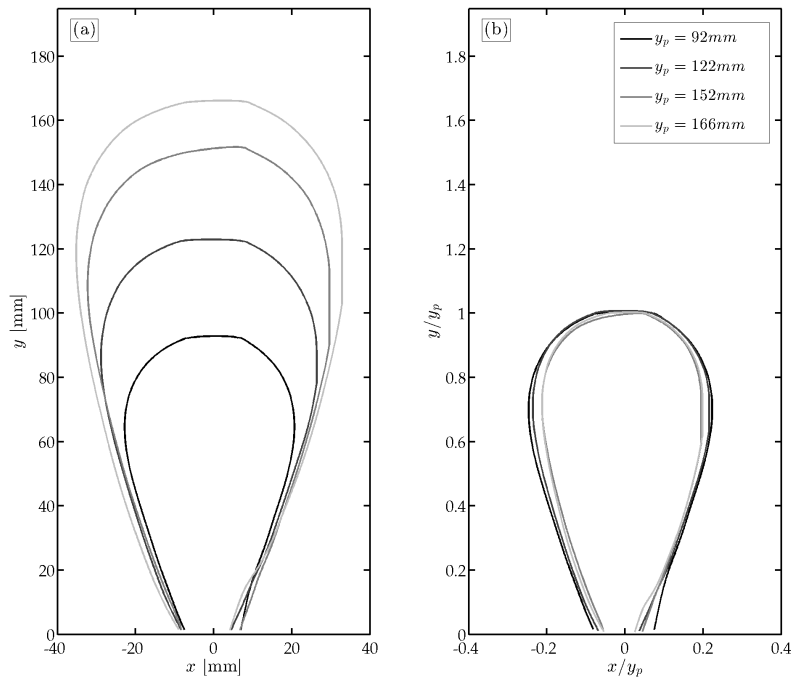 (a)
180
160
140
120
100
80
60
40
20
0
-40 -20 0 20 40
y [mm]
x [mm]
(b)
y_p = 92mm
y_p = 122mm
y_p = 152mm
y_p = 166mm
1.8
1.6
1.4
1.2
1
0.8
0.6
0.4
0.2
0
-0.4 -0.2 0 0.2 0.4
y/y_p
x/y_p